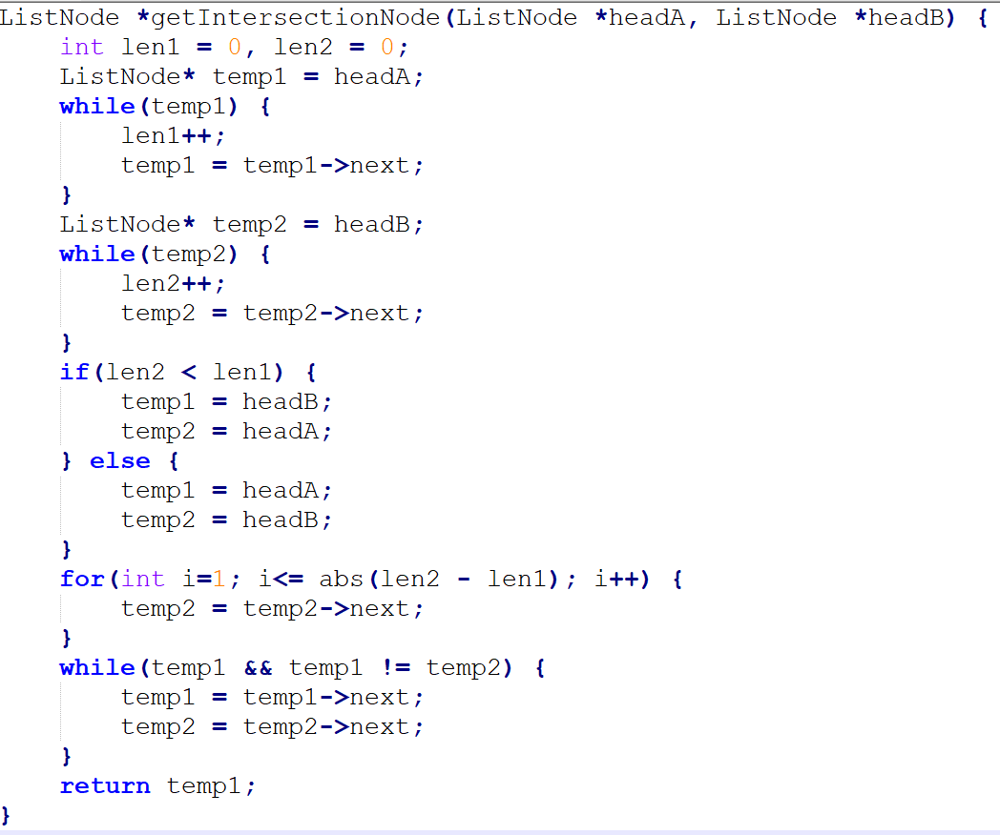 ListNode *getIntersectionNode(ListNode *headA, ListNode *headB) {
    int len1 = 0, len2 = 0;
    ListNode* temp1 = headA;
    while(temp1) {
        len1++;
        temp1 = temp1->next;
    }
    ListNode* temp2 = headB;
    while(temp2) {
        len2++;
        temp2 = temp2->next;
    }
    if(len2 < len1) {
        temp1 = headB;
        temp2 = headA;
    } else {
        temp1 = headA;
        temp2 = headB;
    }
    for(int i=1; i<= abs(len2 - len1); i++) {
        temp2 = temp2->next;
    }
    while(temp1 && temp1 != temp2) {
        temp1 = temp1->next;
        temp2 = temp2->next;
    }
    return temp1;
}